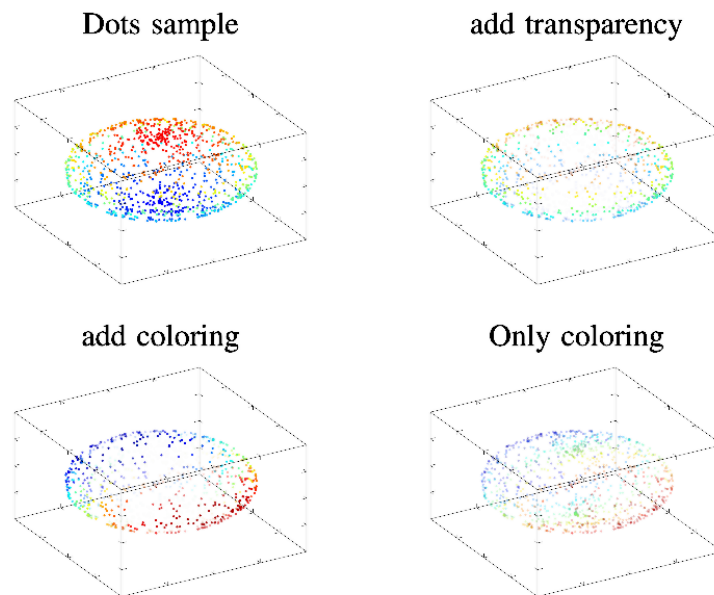 Dots sample
add transparency
add coloring
Only coloring